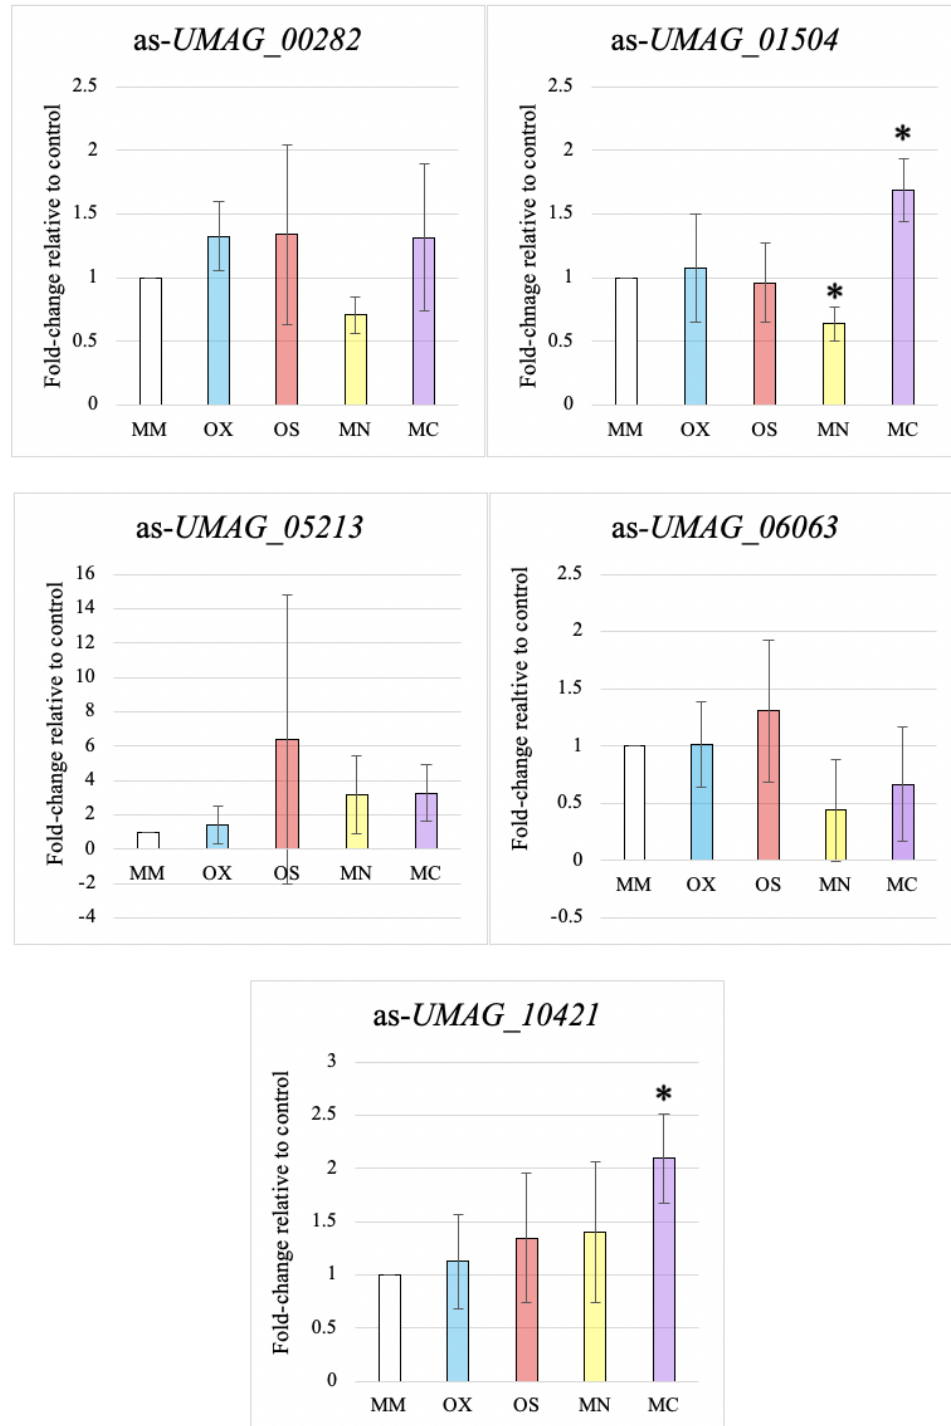 as-UMAG_00282
Fold-change relative to control
2.5
2
1.5
1
0.5
0
MM OX OS MN MC
as-UMAG_01504
Fold-chnage relative to control
2.5
2
1.5
1
0.5
0
*
*
MM OX OS MN MC
as-UMAG_05213
Fold-change relative to control
16
14
12
10
8
6
4
2
0
-2
-4
MM OX OS MN MC
as-UMAG_06063
Fold-change realtive to control
2.5
2
1.5
1
0.5
0
-0.5
MM OX OS MN MC
as-UMAG_10421
Fold-change relative to control
3
2.5
2
1.5
1
0.5
0
*
MM OX OS MN MC